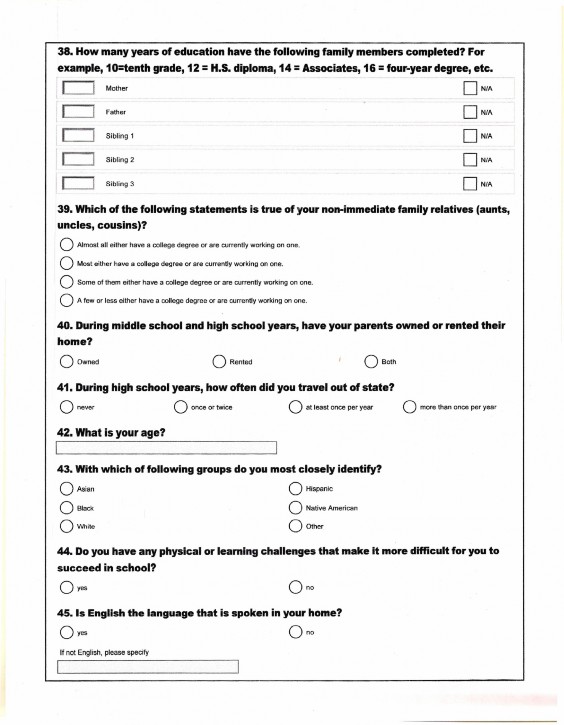 38. How many years of education have the following family members completed? For
example, 10=tenth grade, 12 = H.S. diploma, 14 = Associates, 16 = four-year degree, etc.
Mother N/A
Father N/A
Sibling 1 N/A
Sibling 2 N/A
Sibling 3 N/A
39. Which of the following statements is true of your non-immediate family relatives (aunts,
uncles, cousins)?
Almost all either have a college degree or are currently working on one.
Most either have a college degree or are currently working on one.
Some of them either have a college degree or are currently working on one.
A few or less either have a college degree or are currently working on one.
40. During middle school and high school years, have your parents owned or rented their
home?
Owned Rented Both
41. During high school years, how often did you travel out of state?
never once or twice at least once per year more than once per year
42. What is your age?
43. With which of following groups do you most closely identify?
Asian Hispanic
Black Native American
White Other
44. Do you have any physical or learning challenges that make it more difficult for you to
succeed in school?
yes no
45. Is English the language that is spoken in your home?
yes no
If not English, please specify